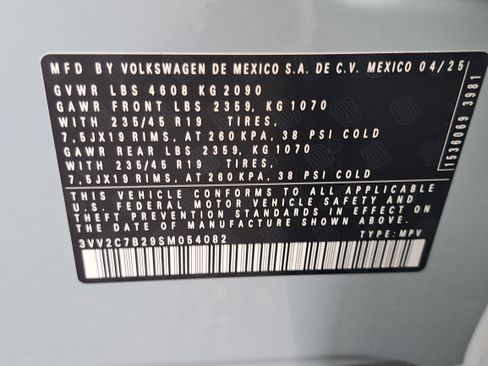 MFD BY VOLKSWAGEN DE MEXICO S.A. DE C.V. MEXICO 04/25
GVWR LBS 4608 KG 2090
GAWR FRONT LBS 2359, KG 1070
WITH 235/45 R19 TIRES,
7,5JX19 RIMS, AT 260 KPA, 38 PSI COLD
GAWR REAR LBS 2359, KG 1070
WITH 235/45 R19 TIRES,
7,5JX19 RIMS, AT 260 KPA, 38 PSI COLD
THIS VEHICLE CONFORMS TO ALL APPLICABLE
U.S. FEDERAL MOTOR VEHICLE SAFETY AND
THEFT PREVENTION STANDARDS IN EFFECT ON
THE DATE OF MANUFACTURE SHOWN ABOVE.
3VV2C7B29SM054082 TYPE: MPV
1536069 3981